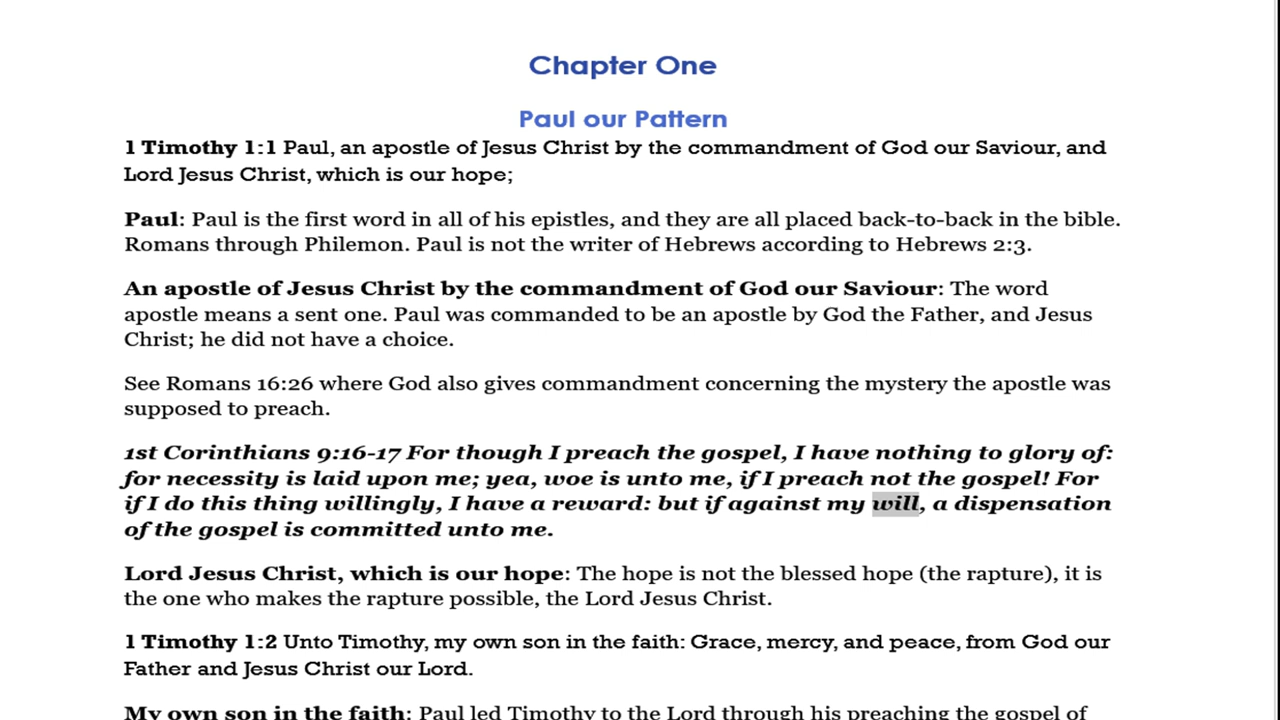 Chapter One
Paul our Pattern
1 Timothy 1:1 Paul, an apostle of Jesus Christ by the commandment of God our Saviour, and
Lord Jesus Christ, which is our hope;
Paul: Paul is the first word in all of his epistles, and they are all placed back-to-back in the bible.
Romans through Philemon. Paul is not the writer of Hebrews according to Hebrews 2:3.
An apostle of Jesus Christ by the commandment of God our Saviour: The word
apostle means a sent one. Paul was commanded to be an apostle by God the Father, and Jesus
Christ; he did not have a choice.
See Romans 16:26 where God also gives commandment concerning the mystery the apostle was
supposed to preach.
1st Corinthians 9:16-17 For though I preach the gospel, I have nothing to glory of:
for necessity is laid upon me; yea, woe is unto me, if I preach not the gospel! For
if I do this thing willingly, I have a reward: but if against my will, a dispensation
of the gospel is committed unto me.
Lord Jesus Christ, which is our hope: The hope is not the blessed hope (the rapture), it is
the one who makes the rapture possible, the Lord Jesus Christ.
1 Timothy 1:2 Unto Timothy, my own son in the faith: Grace, mercy, and peace, from God our
Father and Jesus Christ our Lord.
My own son in the faith: Paul led Timothy to the Lord through his preaching the gospel of